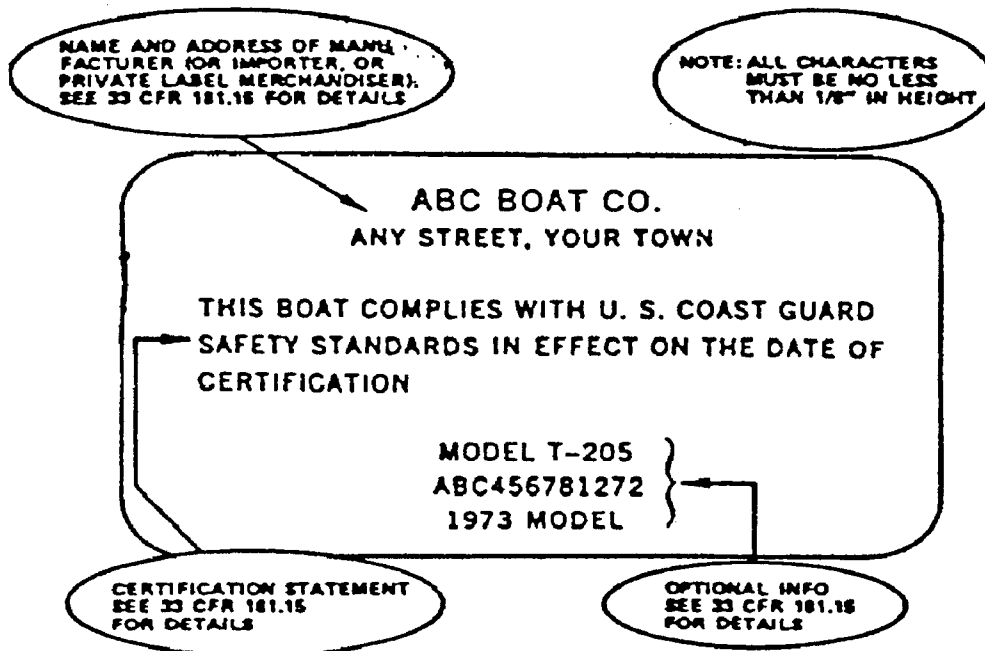 NAME AND ADDRESS OF MANU-
FACTURER (OR IMPORTER, OR
PRIVATE LABEL MERCHANDISER).
SEE 33 CFR 181.15 FOR DETAILS
NOTE: ALL CHARACTERS
MUST BE NO LESS
THAN 1/8" IN HEIGHT
ABC BOAT CO.
ANY STREET, YOUR TOWN
THIS BOAT COMPLIES WITH U. S. COAST GUARD
SAFETY STANDARDS IN EFFECT ON THE DATE OF
CERTIFICATION
MODEL T-205
ABC456781272
1973 MODEL
CERTIFICATION STATEMENT
SEE 33 CFR 181.15
FOR DETAILS
OPTIONAL INFO
SEE 33 CFR 181.15
FOR DETAILS